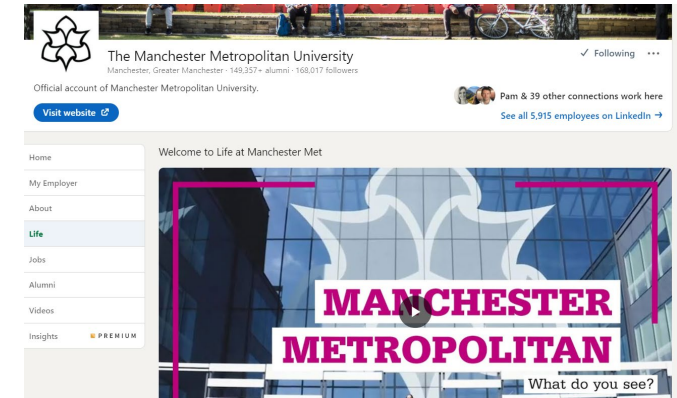 The Manchester Metropolitan University
Manchester, Greater Manchester · 149,357+ alumni · 168,017 followers
✓ Following ...
Official account of Manchester Metropolitan University.
Pam & 39 other connections work here
Visit website
See all 5,915 employees on LinkedIn →
Home
My Employer
About
Life
Jobs
Alumni
Videos
Insights PREMIUM
Welcome to Life at Manchester Met
MANCHESTER
METROPOLITAN
What do you see?